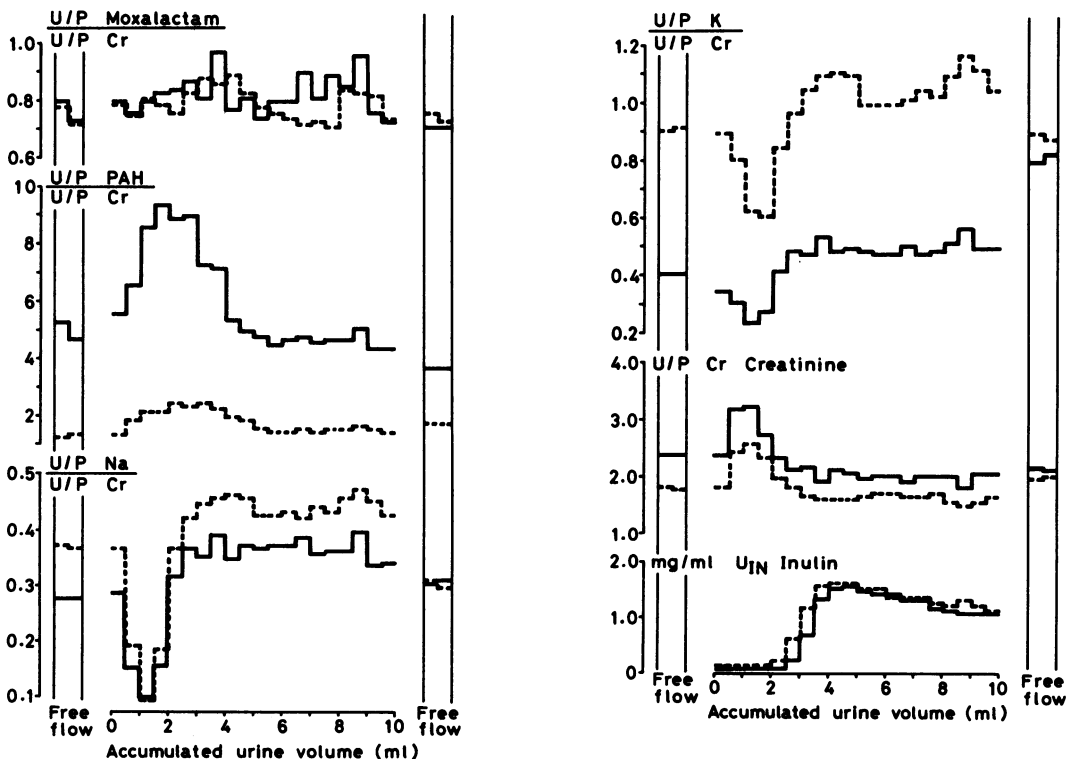 U/P Moxalactam
U/P Cr
1.0
0.8
0.6
U/P PAH
U/P Cr
10
8
6
4
2
U/P Na
U/P Cr
0.5
0.4
0.3
0.2
0.1
Free flow
0 2 4 6 8 10
Free flow
Accumulated urine volume (ml)
U/P K
U/P Cr
1.2
1.0
0.8
0.6
0.4
0.2
U/P Cr Creatinine
4.0
3.0
2.0
1.0
mg/ml UIN Inulin
2.0
1.0
0
Free flow
0 2 4 6 8 10
Free flow
Accumulated urine volume (ml)